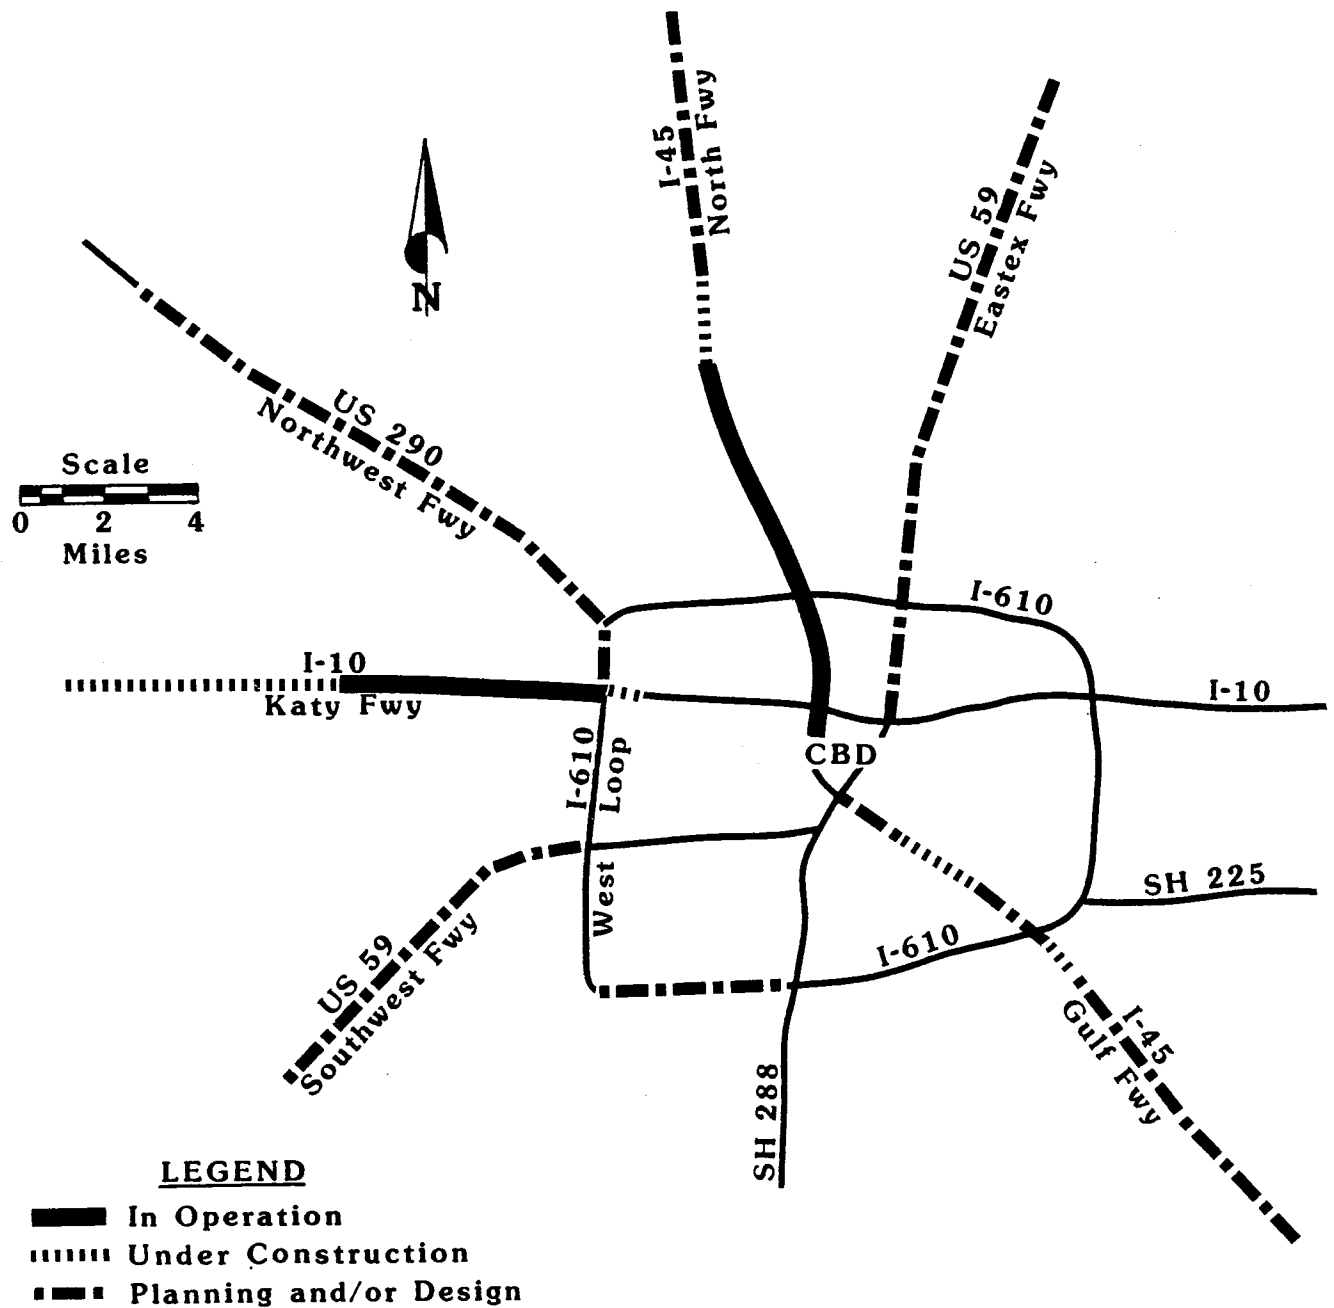 I-45
North Fwy
US 59
Eastex Fwy
N
US 290
Northwest Fwy
Scale
0 2 4
Miles
I-610
I-10
Katy Fwy
I-10
CBD
I-610
Loop
West
SH 225
I-610
US 59
Southwest Fwy
I-45
Gulf Fwy
SH 288
LEGEND
In Operation
Under Construction
Planning and/or Design